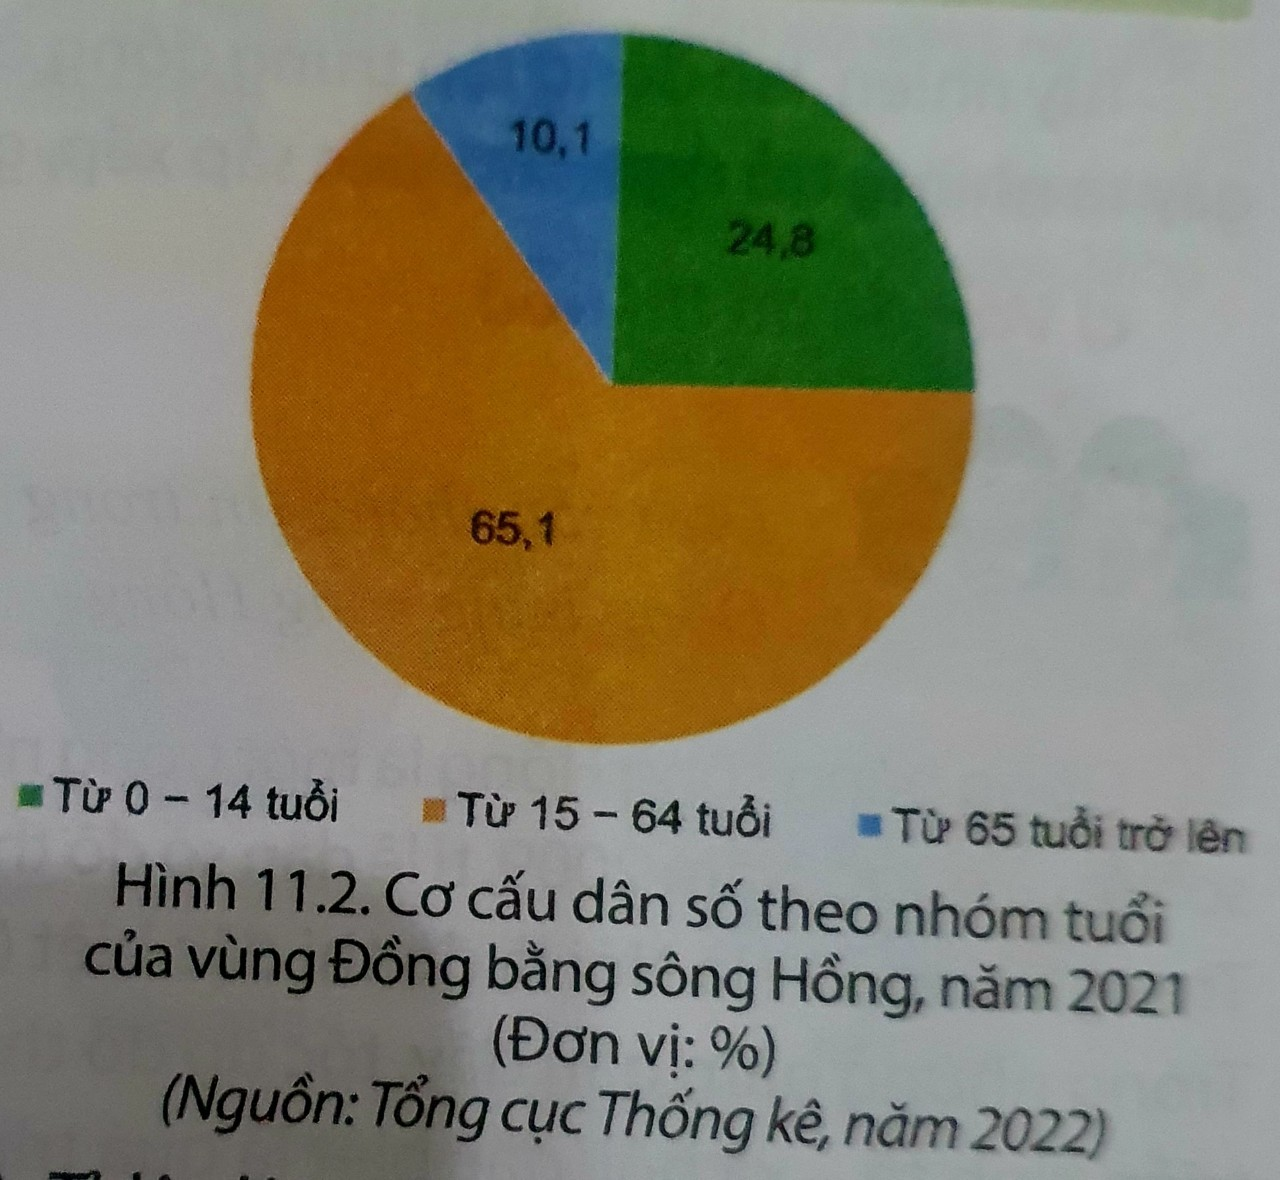 10,1
24,8
65,1
Từ 0 – 14 tuổi Từ 15 – 64 tuổi Từ 65 tuổi trở lên
Hình 11.2. Cơ cấu dân số theo nhóm tuổi
của vùng Đồng bằng sông Hồng, năm 2021
(Đơn vị: %)
(Nguồn: Tổng cục Thống kê, năm 2022)